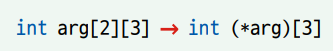 int arg[2][3] → int (*arg)[3]